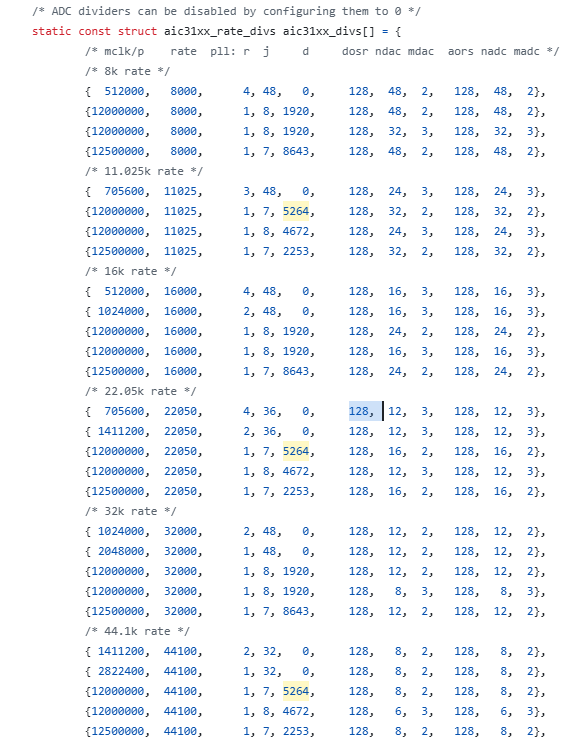 /* ADC dividers can be disabled by configuring them to 0 */
static const struct aic31xx_rate_divs aic31xx_divs[] = {
/* mclk/p rate pll: r j d dosr ndac mdac aors nadc madc */
/* 8k rate */
{ 512000, 8000, 4, 48, 0, 128, 48, 2, 128, 48, 2},
{12000000, 8000, 1, 8, 1920, 128, 48, 2, 128, 48, 2},
{12000000, 8000, 1, 8, 1920, 128, 32, 3, 128, 32, 3},
{12500000, 8000, 1, 7, 8643, 128, 48, 2, 128, 48, 2},
/* 11.025k rate */
{ 705600, 11025, 3, 48, 0, 128, 24, 3, 128, 24, 3},
{12000000, 11025, 1, 7, 5264, 128, 32, 2, 128, 32, 2},
{12000000, 11025, 1, 8, 4672, 128, 24, 3, 128, 24, 3},
{12500000, 11025, 1, 7, 2253, 128, 32, 2, 128, 32, 2},
/* 16k rate */
{ 512000, 16000, 4, 48, 0, 128, 16, 3, 128, 16, 3},
{ 1024000, 16000, 2, 48, 0, 128, 16, 3, 128, 16, 3},
{12000000, 16000, 1, 8, 1920, 128, 24, 2, 128, 24, 2},
{12000000, 16000, 1, 8, 1920, 128, 16, 3, 128, 16, 3},
{12500000, 16000, 1, 7, 8643, 128, 24, 2, 128, 24, 2},
/* 22.05k rate */
{ 705600, 22050, 4, 36, 0, 128, 12, 3, 128, 12, 3},
{ 1411200, 22050, 2, 36, 0, 128, 12, 3, 128, 12, 3},
{12000000, 22050, 1, 7, 5264, 128, 16, 2, 128, 16, 2},
{12000000, 22050, 1, 8, 4672, 128, 12, 3, 128, 12, 3},
{12500000, 22050, 1, 7, 2253, 128, 16, 2, 128, 16, 2},
/* 32k rate */
{ 1024000, 32000, 2, 48, 0, 128, 12, 2, 128, 12, 2},
{ 2048000, 32000, 1, 48, 0, 128, 12, 2, 128, 12, 2},
{12000000, 32000, 1, 8, 1920, 128, 12, 2, 128, 12, 2},
{12000000, 32000, 1, 8, 1920, 128, 8, 3, 128, 8, 3},
{12500000, 32000, 1, 7, 8643, 128, 12, 2, 128, 12, 2},
/* 44.1k rate */
{ 1411200, 44100, 2, 32, 0, 128, 8, 2, 128, 8, 2},
{ 2822400, 44100, 1, 32, 0, 128, 8, 2, 128, 8, 2},
{12000000, 44100, 1, 7, 5264, 128, 8, 2, 128, 8, 2},
{12000000, 44100, 1, 8, 4672, 128, 6, 3, 128, 6, 3},
{12500000, 44100, 1, 7, 2253, 128, 8, 2, 128, 8, 2},